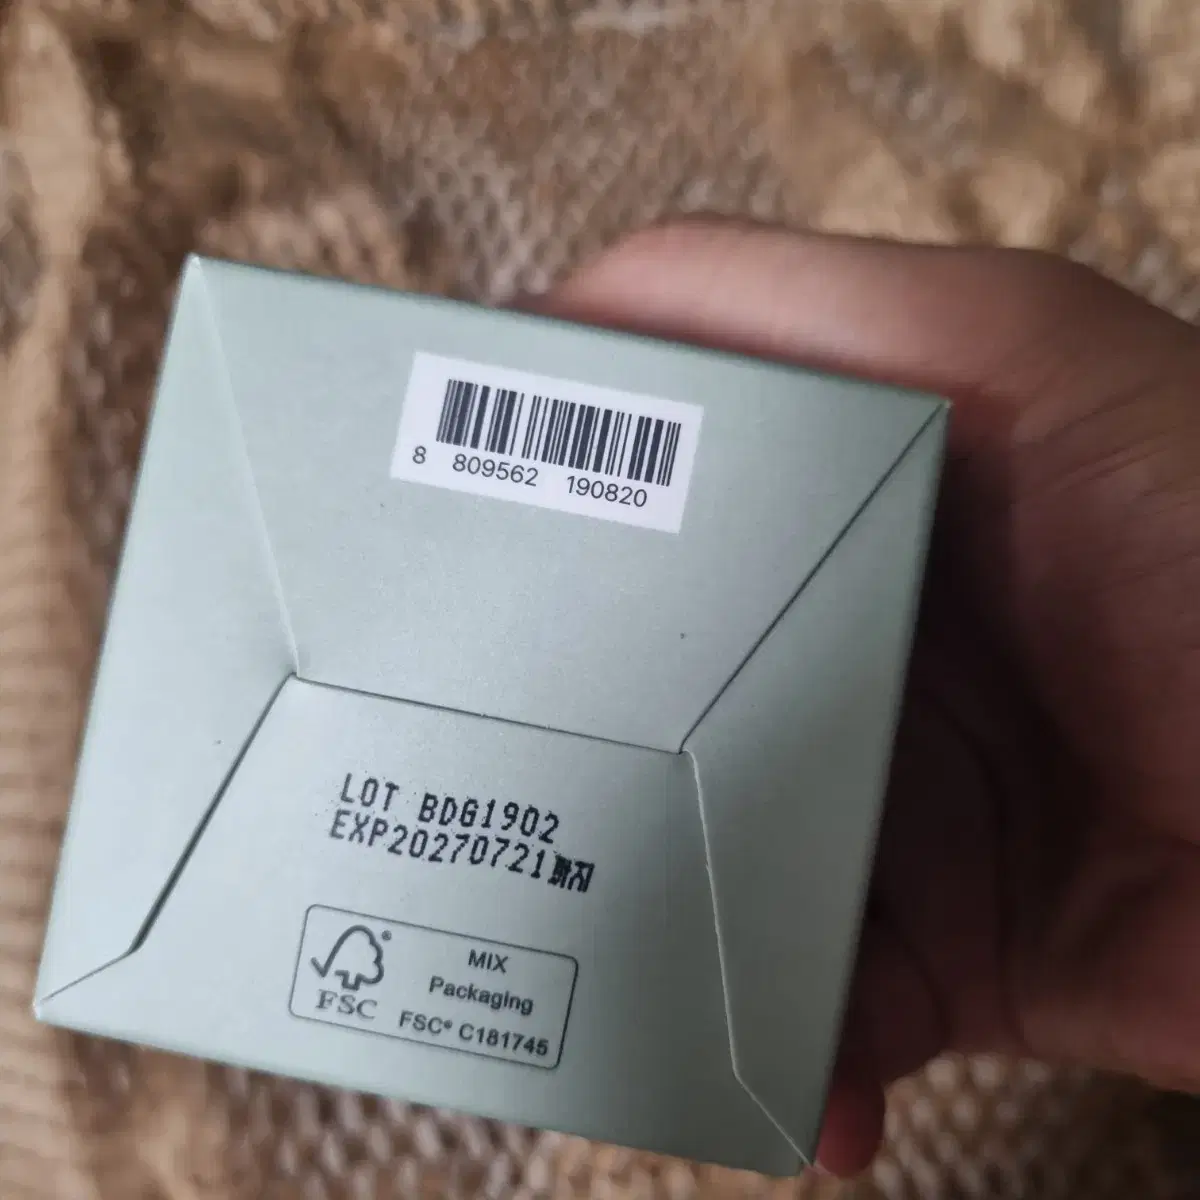 8 809562 190820
LOT BDG1902
EXP20270721까지
FSC
MIX
Packaging
FSC® C181745